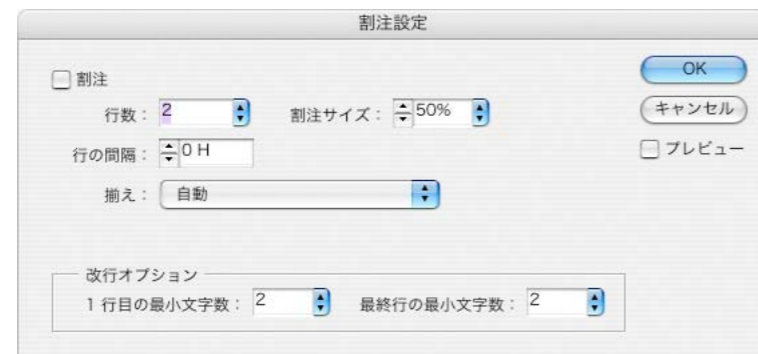 割注設定
割注
行数： 2 割注サイズ： 50%
行の間隔： 0 H
揃え： 自動
OK
キャンセル
プレビュー
改行オプション
1 行目の最小文字数： 2 最終行の最小文字数： 2